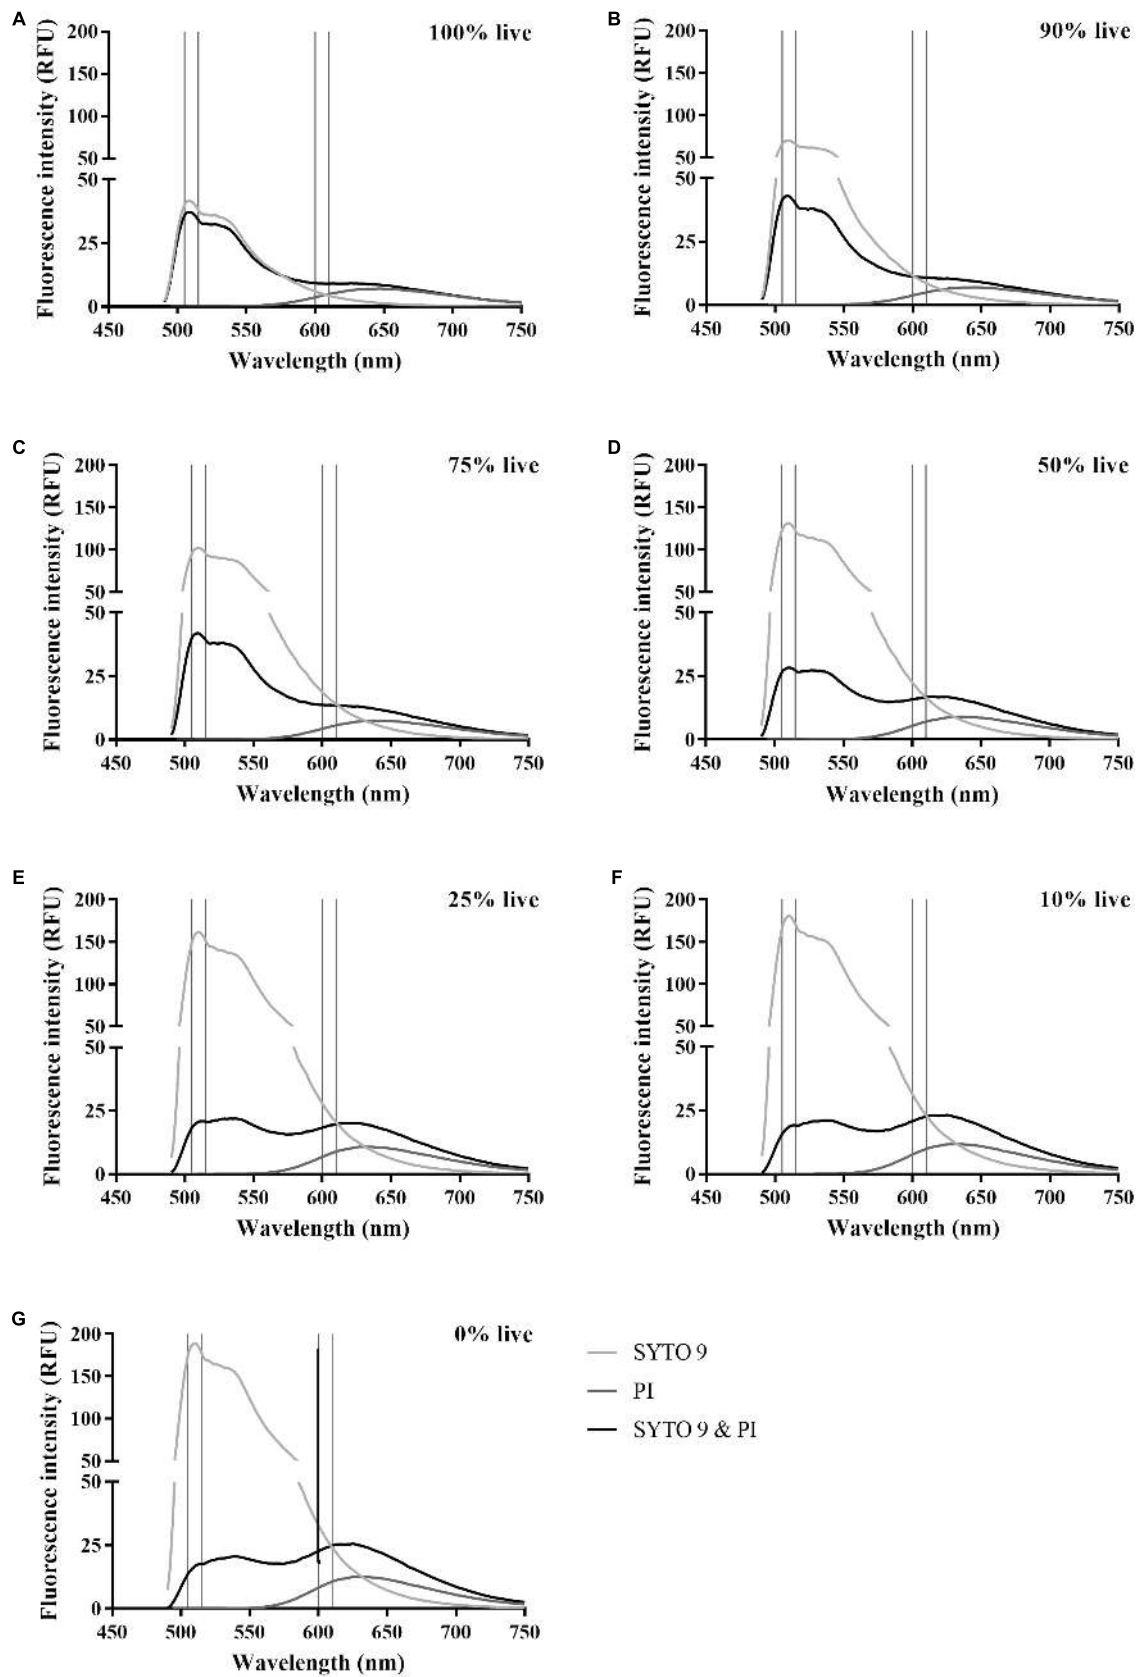 A
100% live
Fluorescence intensity (RFU)
200
150
100
50
50
25
0
450 500 550 600 650 700 750
Wavelength (nm)
B
90% live
Fluorescence intensity (RFU)
200
150
100
50
50
25
0
450 500 550 600 650 700 750
Wavelength (nm)
C
75% live
Fluorescence intensity (RFU)
200
150
100
50
50
25
0
450 500 550 600 650 700 750
Wavelength (nm)
D
50% live
Fluorescence intensity (RFU)
200
150
100
50
50
25
0
450 500 550 600 650 700 750
Wavelength (nm)
E
25% live
Fluorescence intensity (RFU)
200
150
100
50
50
25
0
450 500 550 600 650 700 750
Wavelength (nm)
F
10% live
Fluorescence intensity (RFU)
200
150
100
50
50
25
0
450 500 550 600 650 700 750
Wavelength (nm)
G
0% live
Fluorescence intensity (RFU)
200
150
100
50
50
25
0
450 500 550 600 650 700 750
Wavelength (nm)
SYTO 9
PI
SYTO 9 & PI